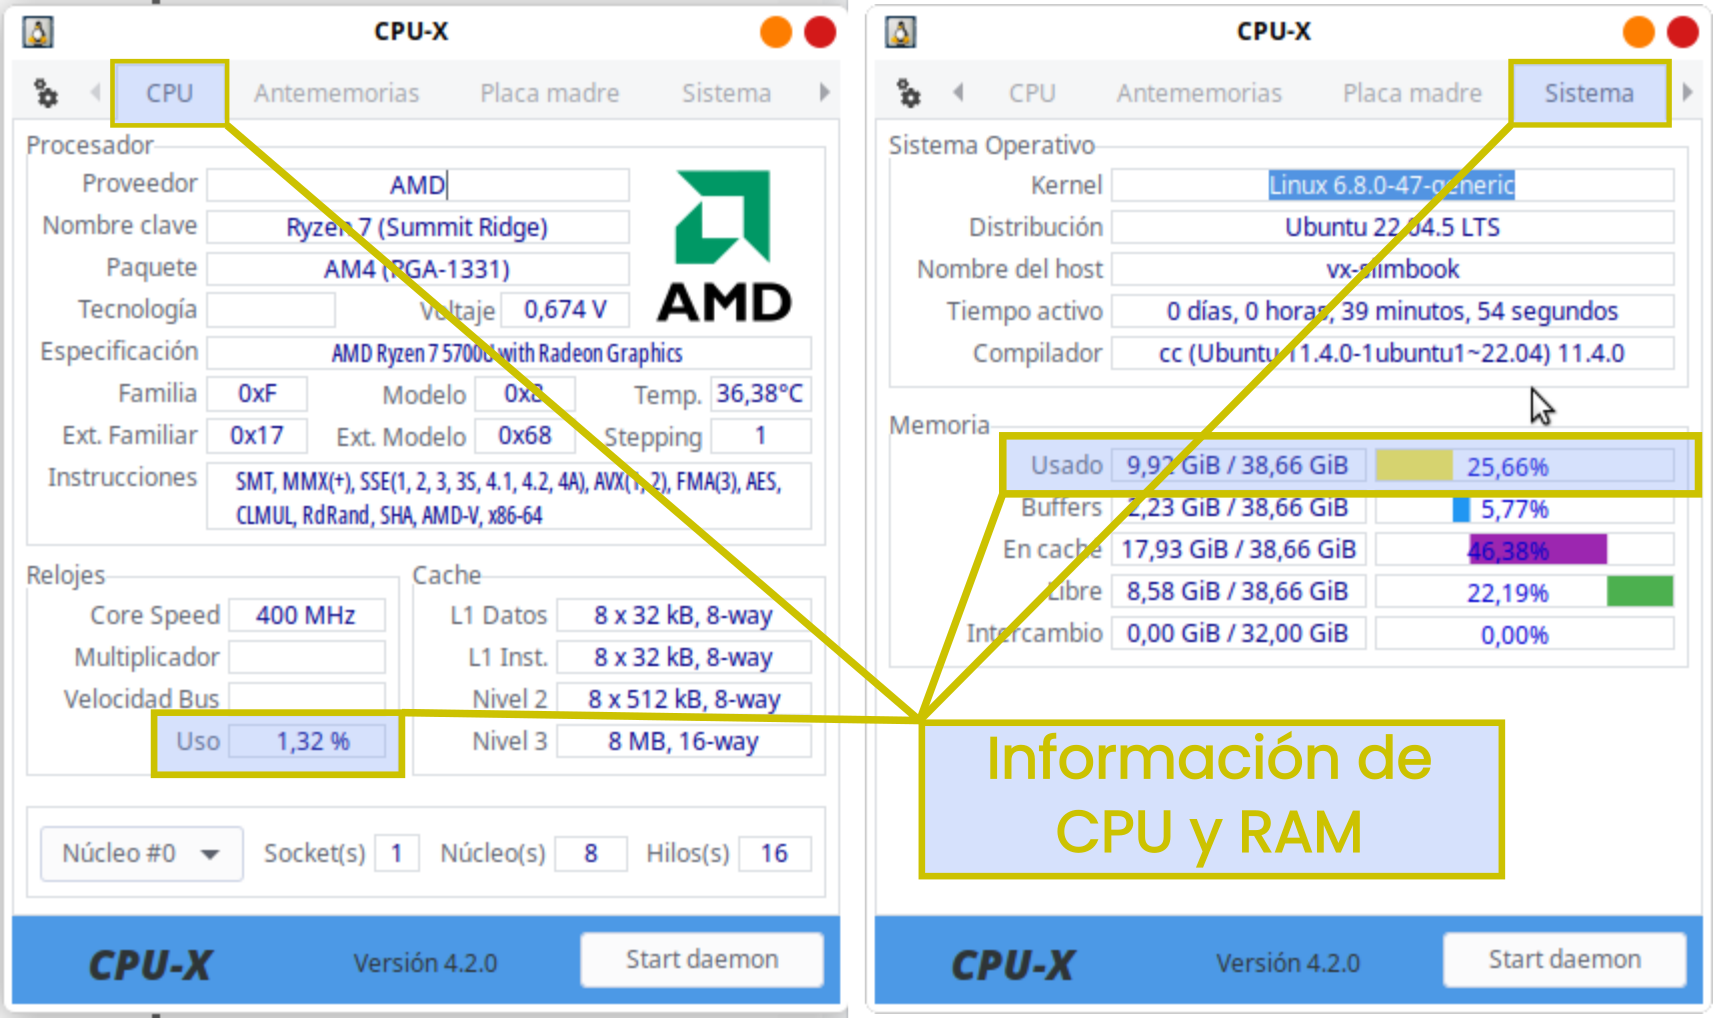 CPU-X
CPU Antememorias Placa madre Sistema
Procesador
Proveedor AMD
Nombre clave Ryzen 7 (Summit Ridge)
Paquete AM4 (PGA-1331)
Tecnología Voltaje 0,674 V
AMD
Especificación AMD Ryzen 7 5700U with Radeon Graphics
Familia 0xF Modelo 0x8 Temp. 36,38°C
Ext. Familiar 0x17 Ext. Modelo 0x68 Stepping 1
Instrucciones SMT, MMX(+), SSE(1, 2, 3, 3S, 4.1, 4.2, 4A), AVX(1, 2), FMA(3), AES,
CLMUL, RdRand, SHA, AMD-V, x86-64
Relojes
Core Speed 400 MHz
Multiplicador
Velocidad Bus
Uso 1,32 %
Cache
L1 Datos 8 x 32 kB, 8-way
L1 Inst. 8 x 32 kB, 8-way
Nivel 2 8 x 512 kB, 8-way
Nivel 3 8 MB, 16-way
Núcleo #0 Socket(s) 1 Núcleo(s) 8 Hilos(s) 16
CPU-X Versión 4.2.0 Start daemon
CPU-X
CPU Antememorias Placa madre Sistema
Sistema Operativo
Kernel Linux 6.8.0-47-generic
Distribución Ubuntu 22.04.5 LTS
Nombre del host vx-slimbook
Tiempo activo 0 días, 0 horas, 39 minutos, 54 segundos
Compilador cc (Ubuntu 11.4.0-1ubuntu1~22.04) 11.4.0
Memoria
Usado 9,92 GiB / 38,66 GiB 25,66%
Buffers 2,23 GiB / 38,66 GiB 5,77%
En cache 17,93 GiB / 38,66 GiB 46,38%
Libre 8,58 GiB / 38,66 GiB 22,19%
Intercambio 0,00 GiB / 32,00 GiB 0,00%
Información de
CPU y RAM
CPU-X Versión 4.2.0 Start daemon